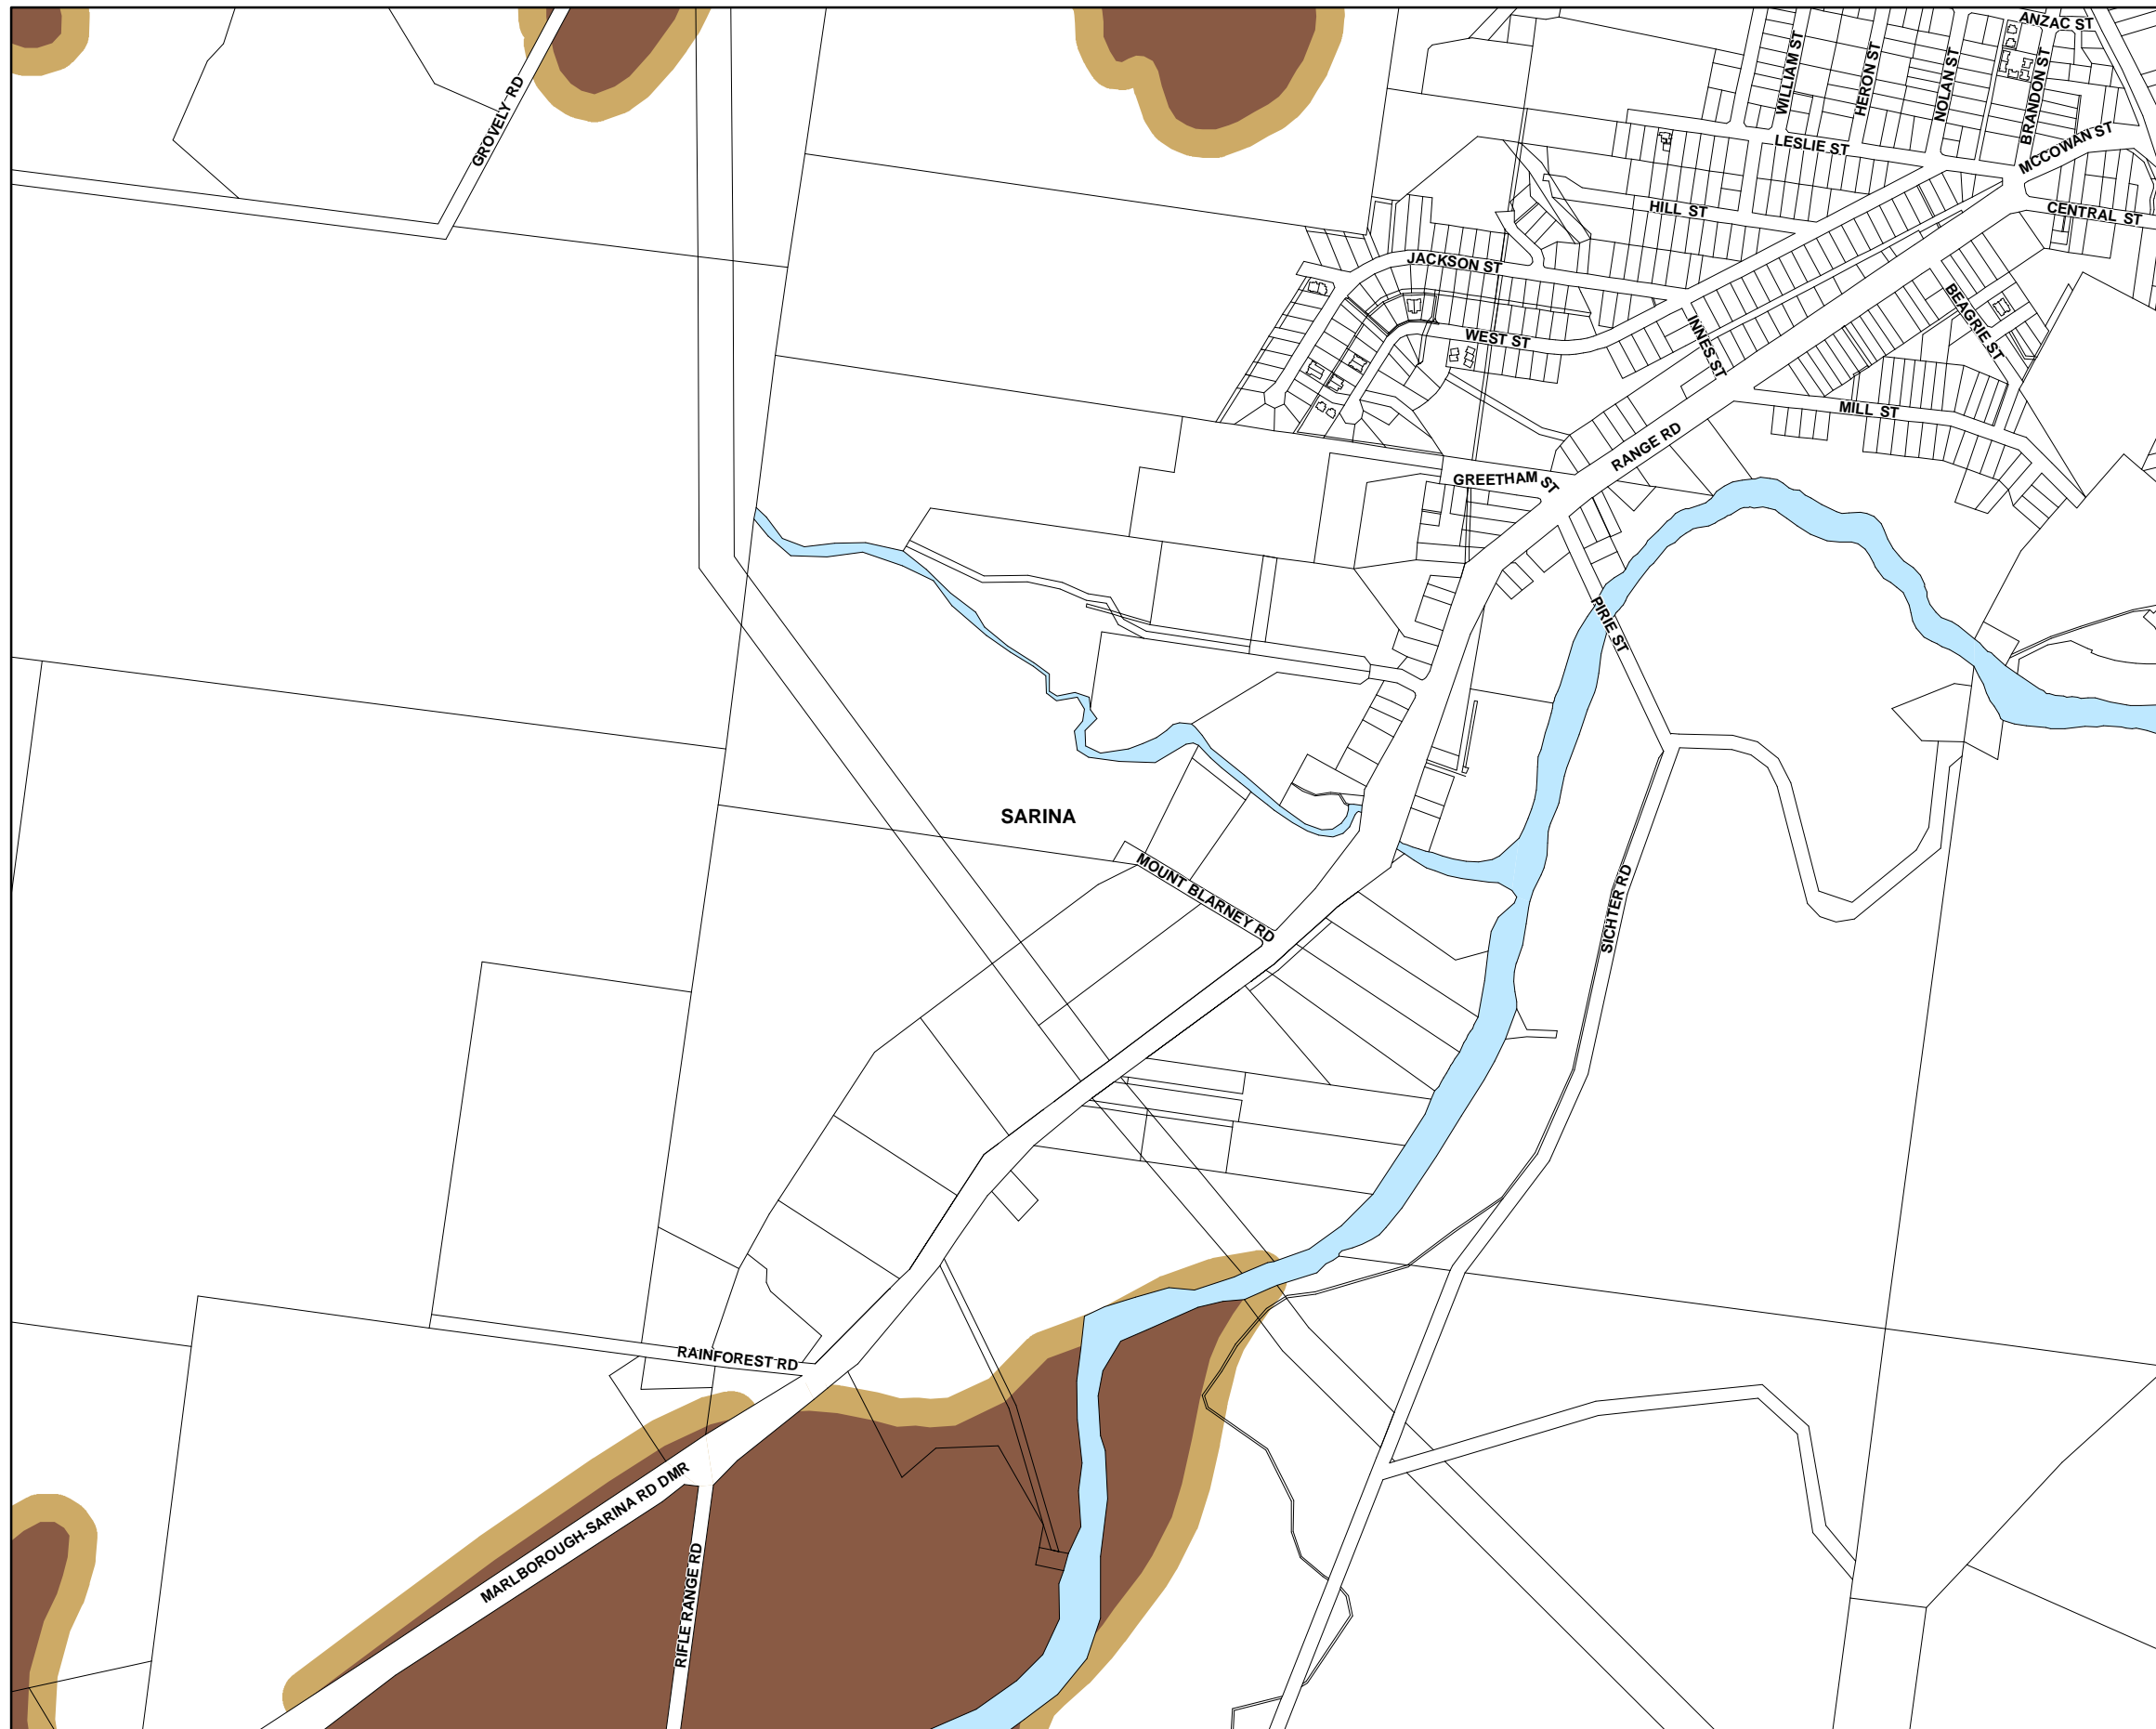 ANZAC ST
WILLIAM ST
HERON ST
NOLAN ST
BRANDON ST
GROVELY RD
LESLIE ST
MCCOWAN ST
HILL ST
CENTRAL ST
JACKSON ST
WEST ST
INNES ST
BEAGRIE ST
MILL ST
RANGE RD
GREETHAM ST
PIRIE ST
SARINA
MOUNT BLARNEY RD
SICHTER RD
RAINFOREST RD
MARLBOROUGH-SARINA RD DMR
RIFLE RANGE RD